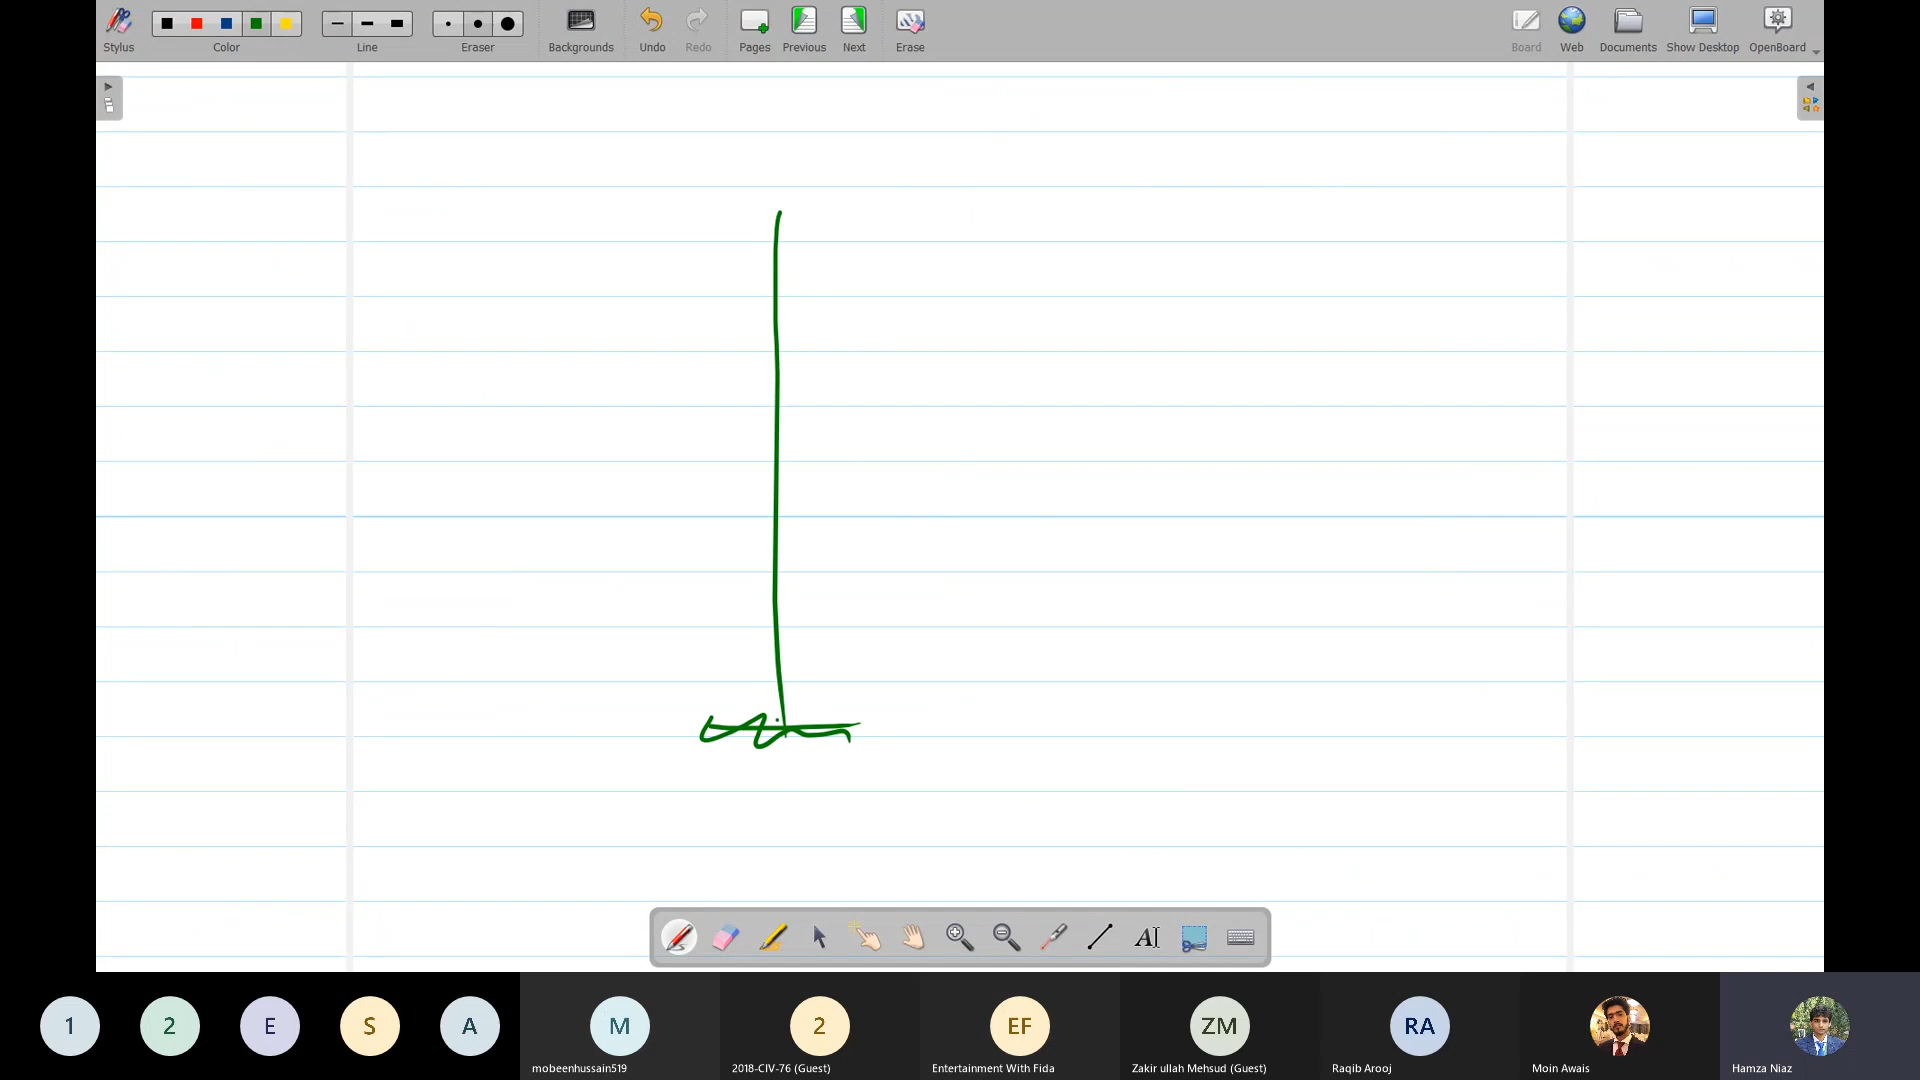 Stylus Color Line Eraser Backgrounds Undo Redo Pages Previous Next Erase Board Web Documents Show Desktop OpenBoard
1 2 E S A M 2 EF ZM RA
mobeenhussain519 2018-CIV-76 (Guest) Entertainment With Fida Zakir ullah Mehsud (Guest) Raqib Arooj Moin Awais Hamza Niaz